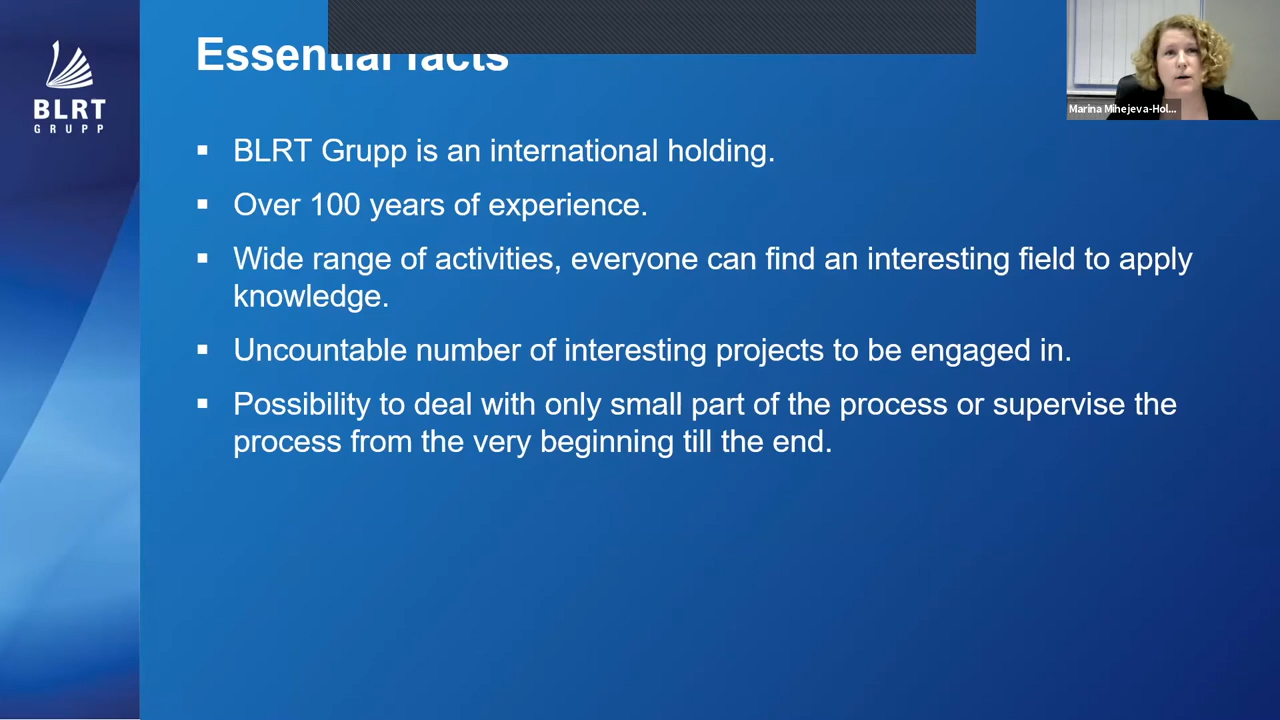 BLRT
GRUPP
Essential facts
Marina Mihejeva-Hol...
▪ BLRT Grupp is an international holding.
▪ Over 100 years of experience.
▪ Wide range of activities, everyone can find an interesting field to apply
knowledge.
▪ Uncountable number of interesting projects to be engaged in.
▪ Possibility to deal with only small part of the process or supervise the
process from the very beginning till the end.